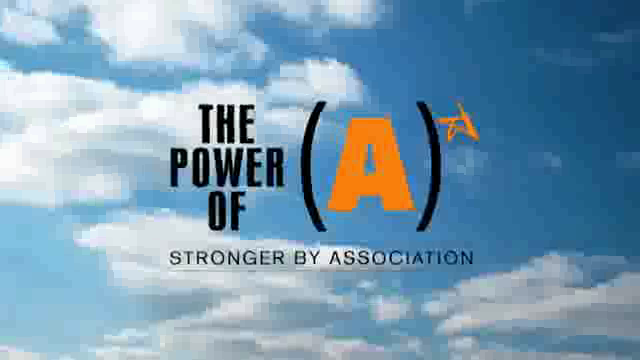 THE
POWER
OF
(A)
STRONGER BY ASSOCIATION